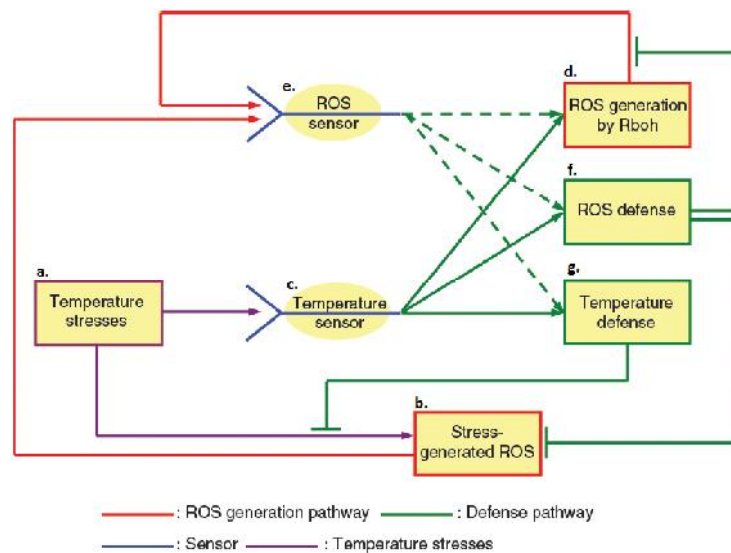 e.
ROS
sensor
d.
ROS generation
by Rboh
f.
ROS defense
a.
Temperature
stresses
c.
Temperature
sensor
g.
Temperature
defense
b.
Stress-
generated ROS
: ROS generation pathway : Defense pathway
: Sensor : Temperature stresses